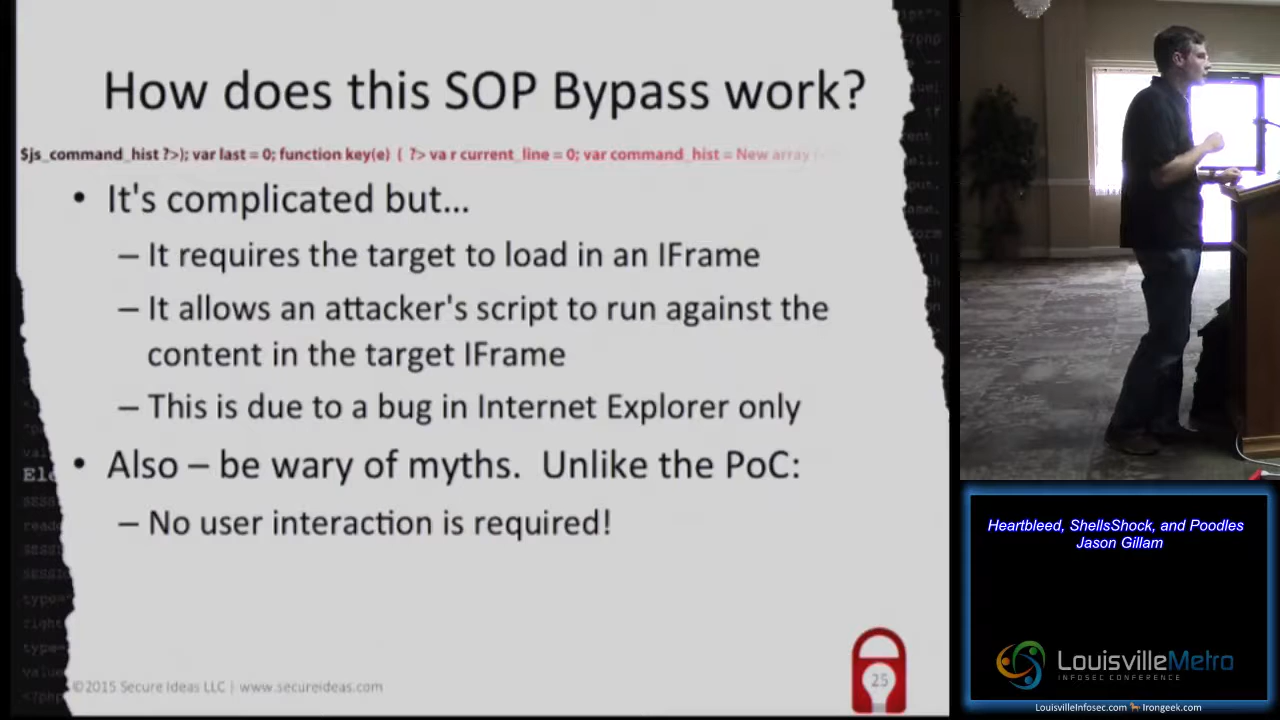 How does this SOP Bypass work?
$js_command_hist ?>); var last = 0; function key(e) { ?> va r current_line = 0; var command_hist = New array
• It's complicated but...
– It requires the target to load in an IFrame
– It allows an attacker's script to run against the
content in the target IFrame
– This is due to a bug in Internet Explorer only
• Also – be wary of myths. Unlike the PoC:
– No user interaction is required!
©2015 Secure Ideas LLC | www.secureideas.com
25
Heartbleed, ShellsShock, and Poodles
Jason Gillam
LouisvilleMetro
INFOSEC CONFERENCE
LouisvilleInfosec.com Irongeek.com